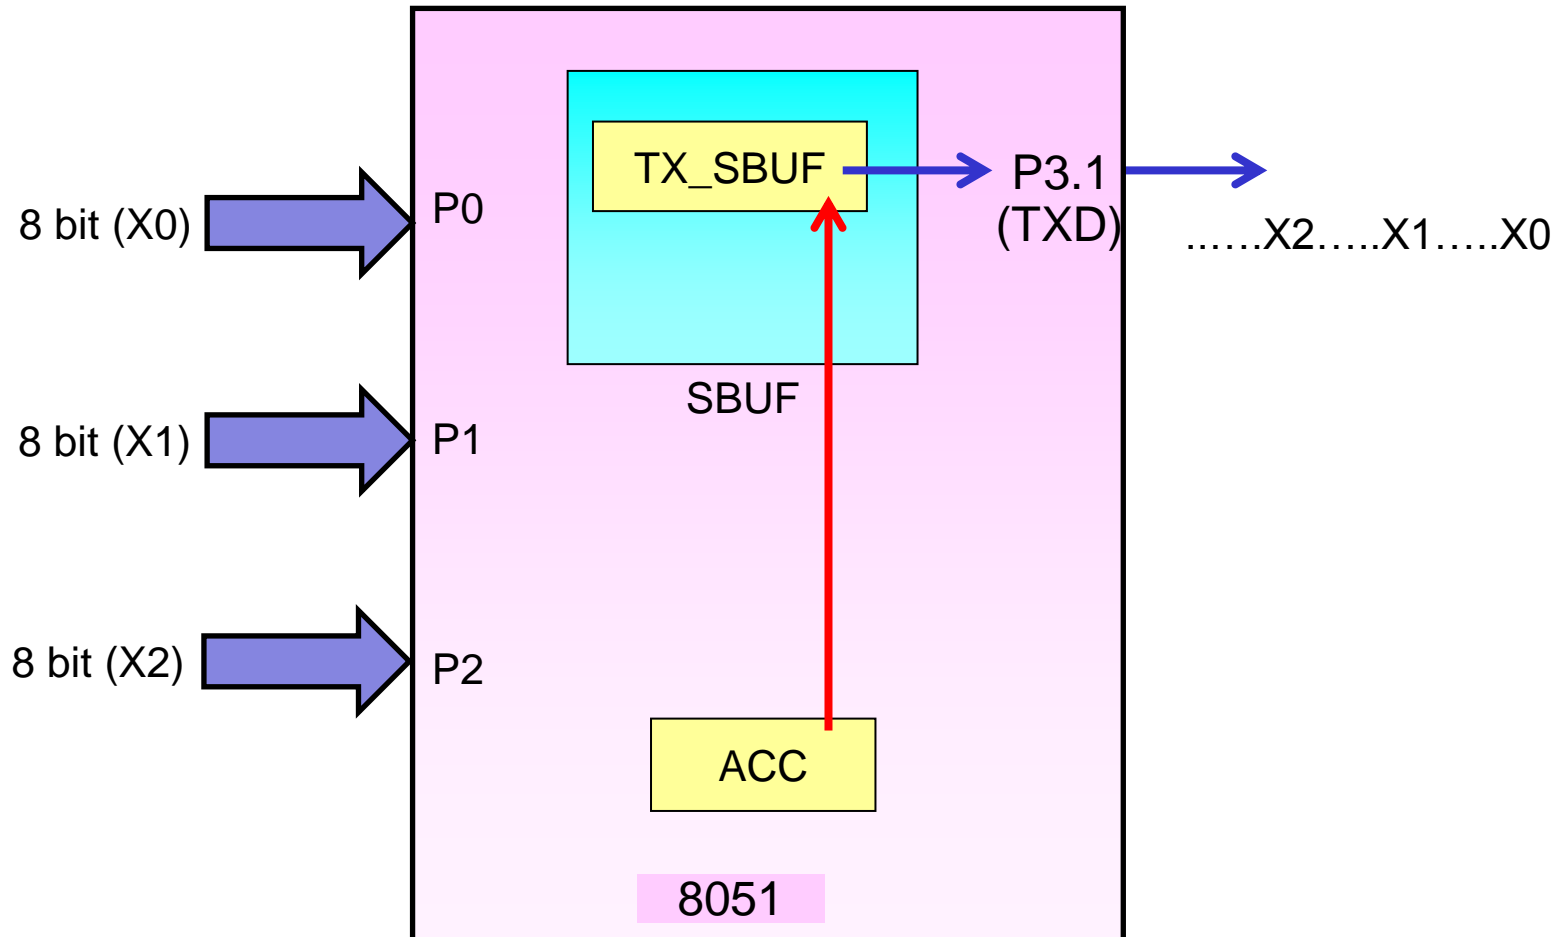 TX_SBUF
P3.1
(TXD)
8 bit (X0)
P0
...…X2…..X1…..X0
SBUF
8 bit (X1)
P1
8 bit (X2)
P2
ACC
8051